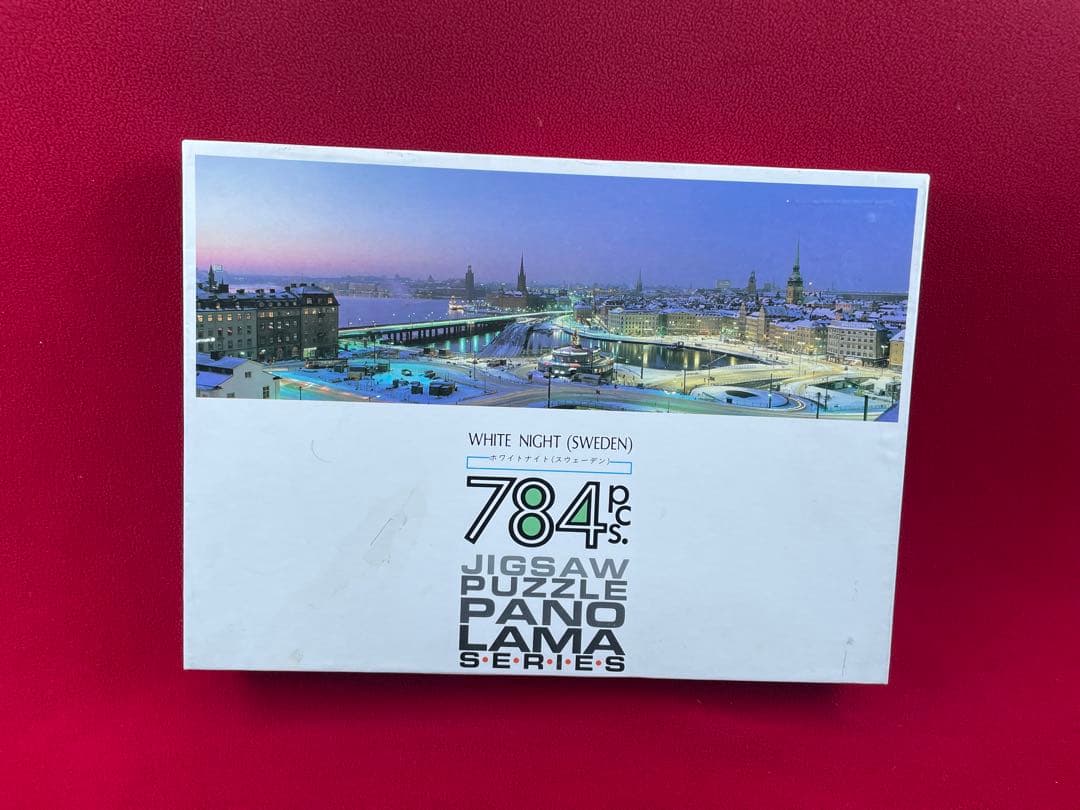 WHITE NIGHT (SWEDEN)
ホワイトナイト(スウェーデン)
784pcs.
JIGSAW
PUZZLE
PANO
LAMA
S•E•R•I•E•S